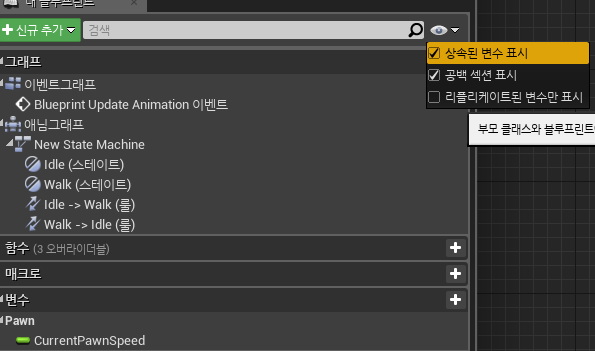 내 블루프린트
+ 신규 추가
검색
상속된 변수 표시
공백 섹션 표시
리플리케이트된 변수만 표시
부모 클래스와 블루프린트
그래프
이벤트그래프
Blueprint Update Animation 이벤트
애님그래프
New State Machine
Idle (스테이트)
Walk (스테이트)
Idle -> Walk (룰)
Walk -> Idle (룰)
함수 (3 오버라이더블)
매크로
변수
Pawn
CurrentPawnSpeed